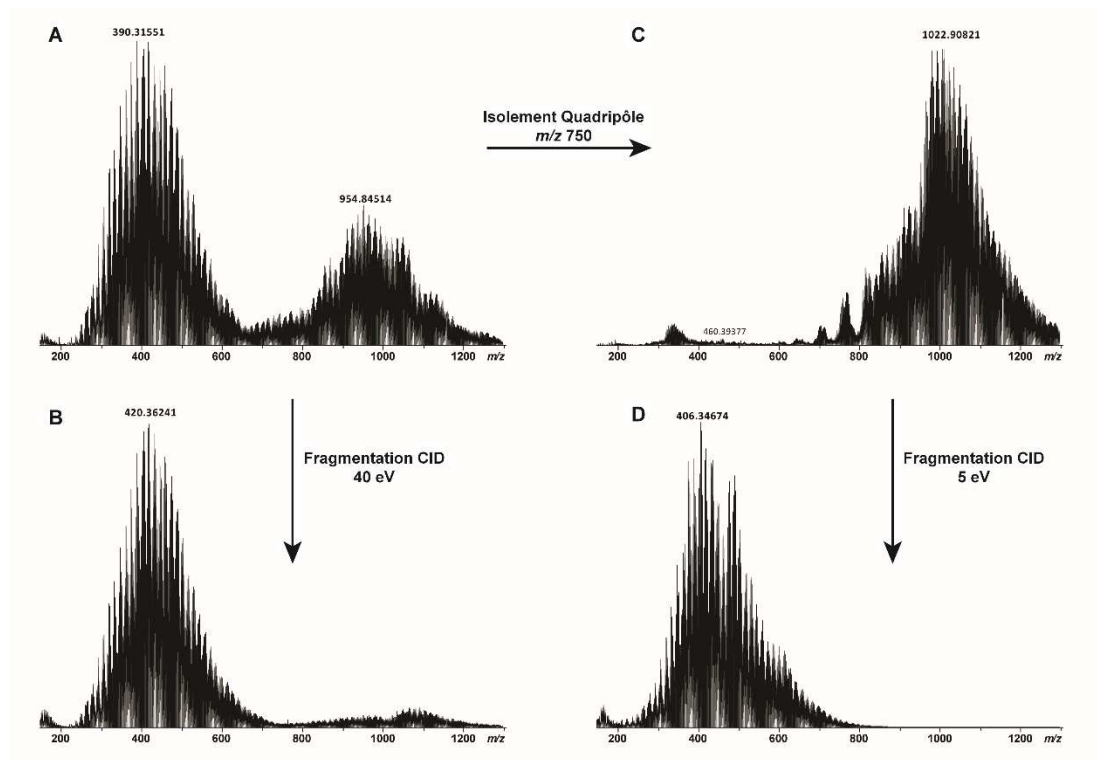 A
390.31551
954.84514
200 400 600 800 1000 1200 m/z
Isolement Quadripôle
m/z 750
C
1022.90821
460.39377
200 400 600 800 1000 1200 m/z
B
420.36241
200 400 600 800 1000 1200 m/z
Fragmentation CID
40 eV
D
406.34674
200 400 600 800 1000 1200 m/z
Fragmentation CID
5 eV